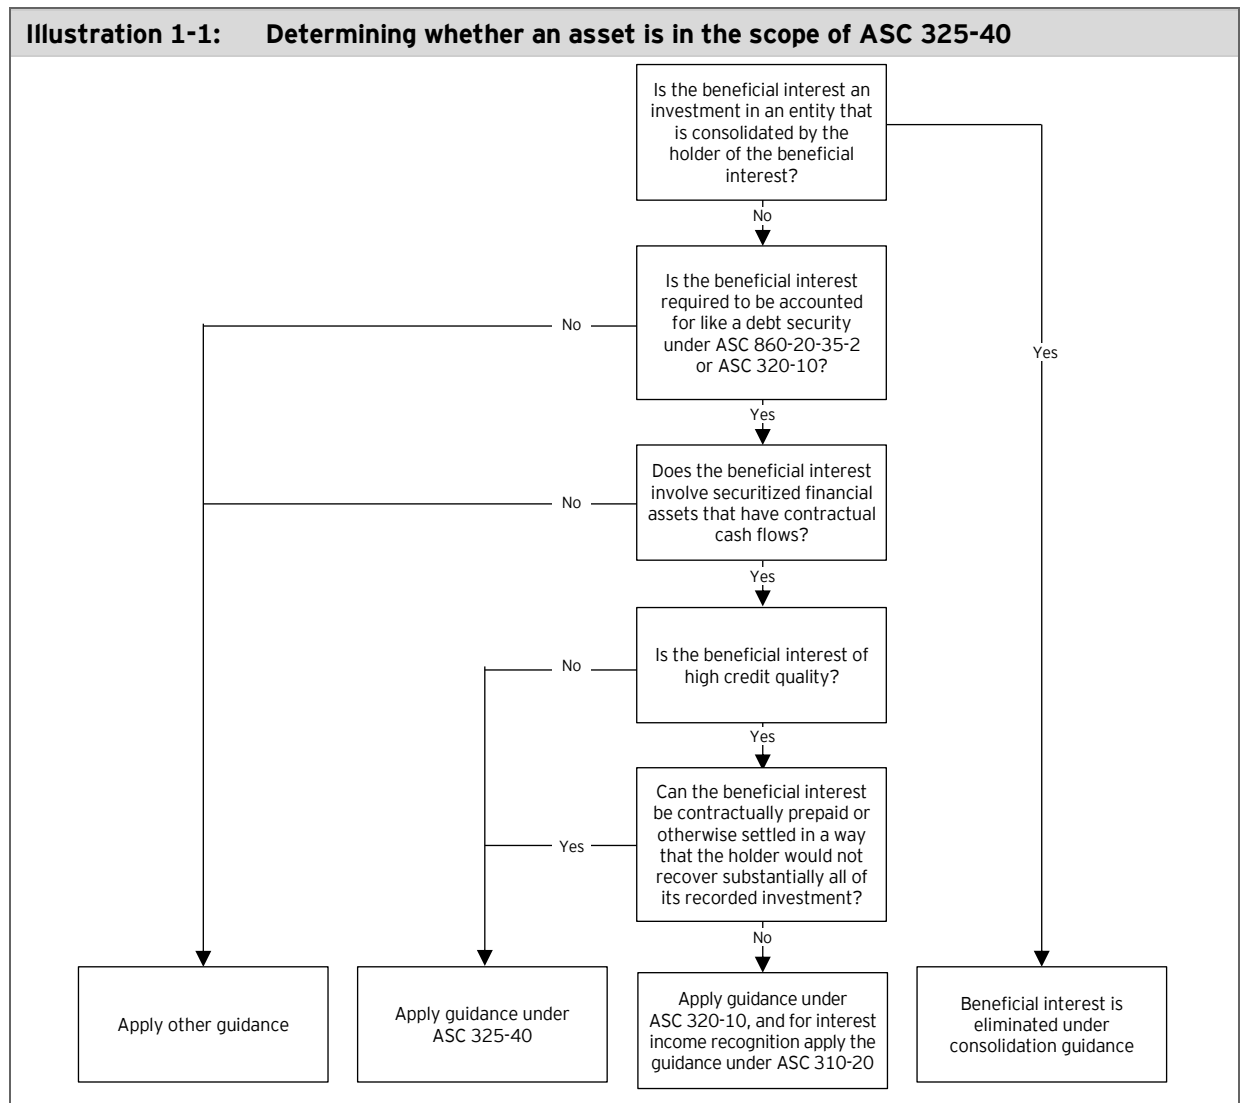 Illustration 1-1: Determining whether an asset is in the scope of ASC 325-40
Is the beneficial interest an
investment in an entity that
is consolidated by the
holder of the beneficial
interest?
No
Yes
Is the beneficial interest
required to be accounted
for like a debt security
under ASC 860-20-35-2
or ASC 320-10?
No
Yes
Does the beneficial interest
involve securitized financial
assets that have contractual
cash flows?
No
Yes
Is the beneficial interest of
high credit quality?
No
Yes
Can the beneficial interest
be contractually prepaid or
otherwise settled in a way
that the holder would not
recover substantially all of
its recorded investment?
Yes
No
Apply other guidance
Apply guidance under
ASC 325-40
Apply guidance under
ASC 320-10, and for interest
income recognition apply the
guidance under ASC 310-20
Beneficial interest is
eliminated under
consolidation guidance